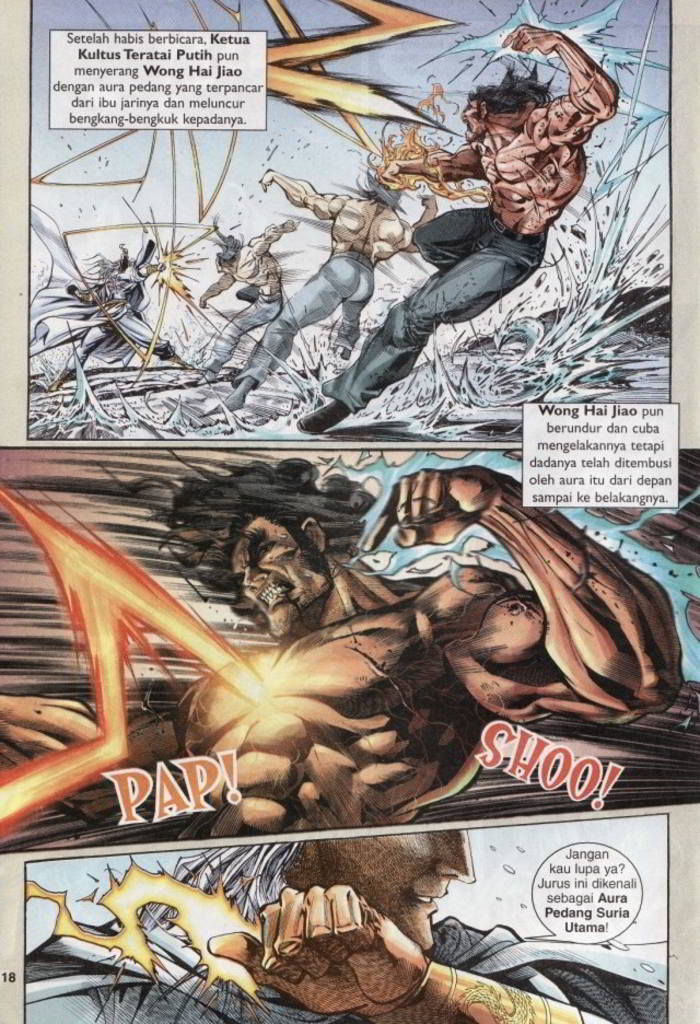 Setelah habis berbicara, Ketua
Kultus Teratai Putih pun
menyerang Wong Hai Jiao
dengan aura pedang yang terpancar
dari ibu jarinya dan meluncur
bengkang-bengkuk kepadanya.
Wong Hai Jiao pun
berundur dan cuba
mengelakannya tetapi
dadanya telah ditembusi
oleh aura itu dari depan
sampai ke belakangnya.
PAP!
SHOO!
Jangan
kau lupa ya?
Jurus ini dikenali
sebagai Aura
Pedang Suria
Utama!
18